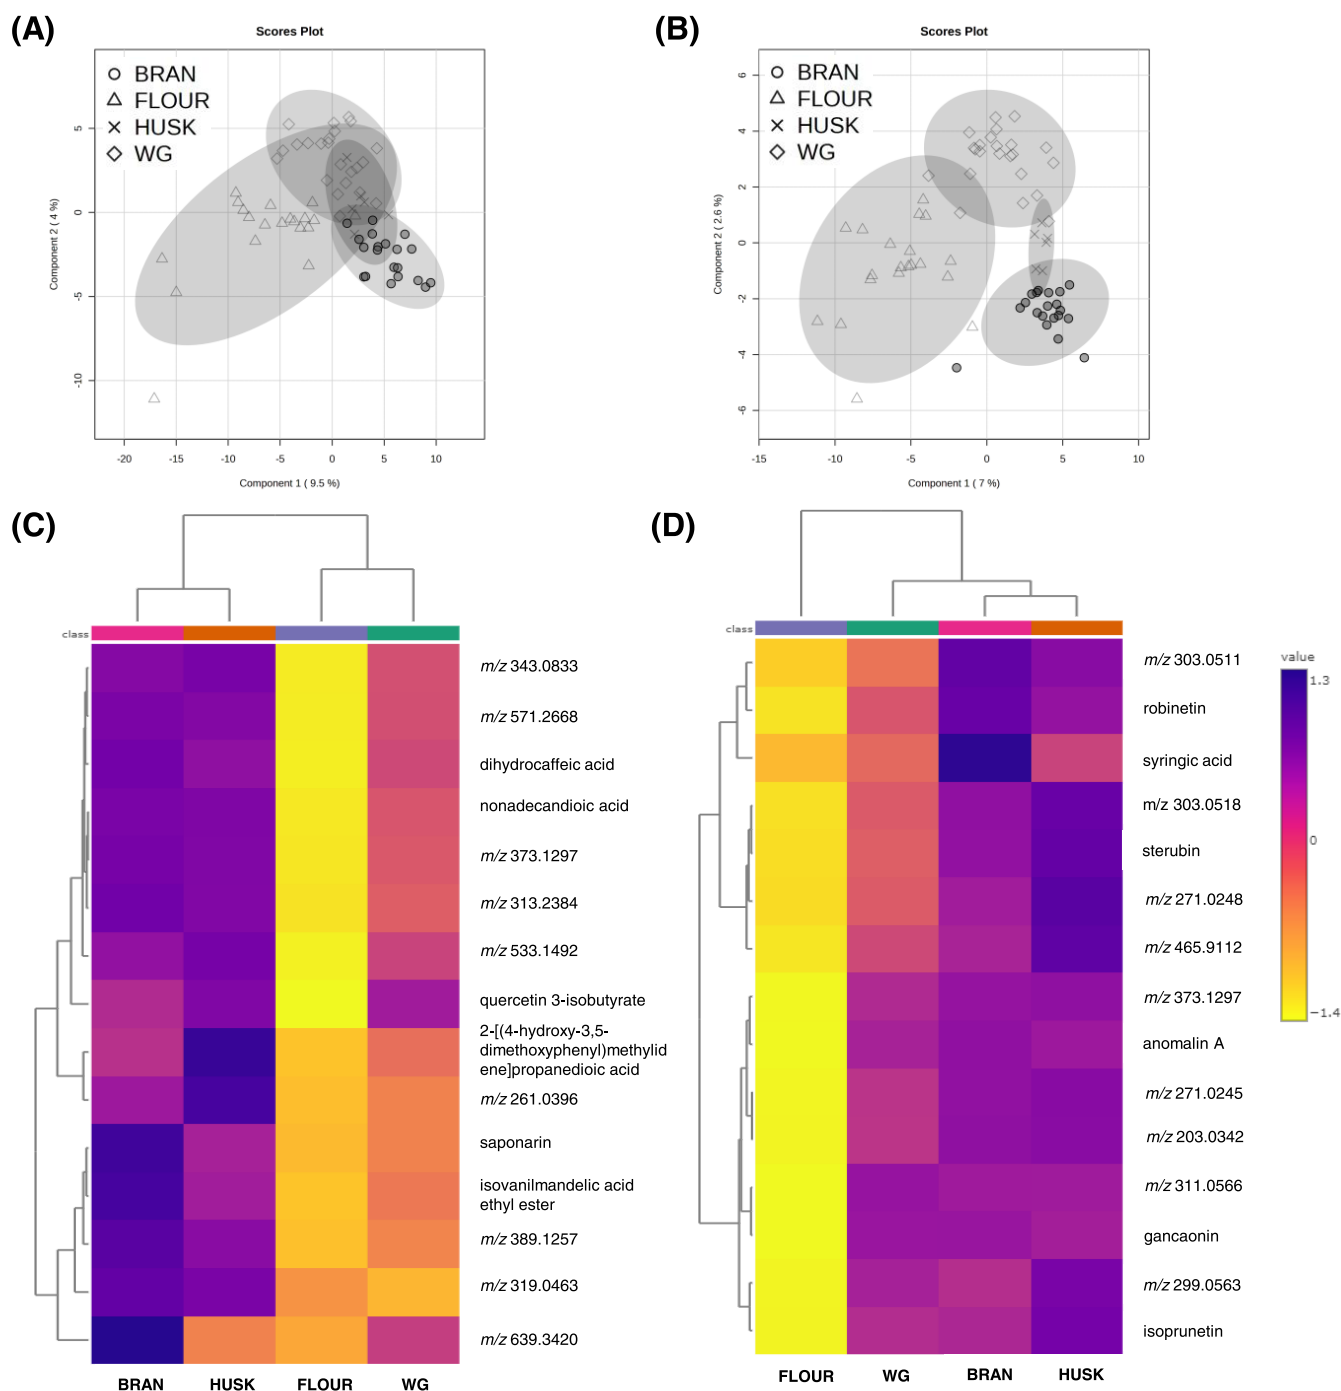 (A)
Scores Plot
BRAN
FLOUR
HUSK
WG
Component 2 ( 4 %)
5
0
-5
-10
-20
-15
-10
-5
0
5
10
Component 1 ( 9.5 %)
(B)
Scores Plot
BRAN
FLOUR
HUSK
WG
Component 2 ( 2.6 %)
6
4
2
0
-2
-4
-6
-15
-10
-5
0
5
10
Component 1 ( 7 %)
(C)
class
m/z 343.0833
m/z 571.2668
dihydrocaffeic acid
nonadecandioic acid
m/z 373.1297
m/z 313.2384
m/z 533.1492
quercetin 3-isobutyrate
2-[(4-hydroxy-3,5-
dimethoxyphenyl)methylid
ene]propanedioic acid
m/z 261.0396
saponarin
isovanilmandelic acid
ethyl ester
m/z 389.1257
m/z 319.0463
m/z 639.3420
BRAN
HUSK
FLOUR
WG
(D)
class
m/z 303.0511
robinetin
syringic acid
m/z 303.0518
sterubin
m/z 271.0248
m/z 465.9112
m/z 373.1297
anomalin A
m/z 271.0245
m/z 203.0342
m/z 311.0566
gancaonin
m/z 299.0563
isoprunetin
FLOUR
WG
BRAN
HUSK
value
1.3
0
−1.4